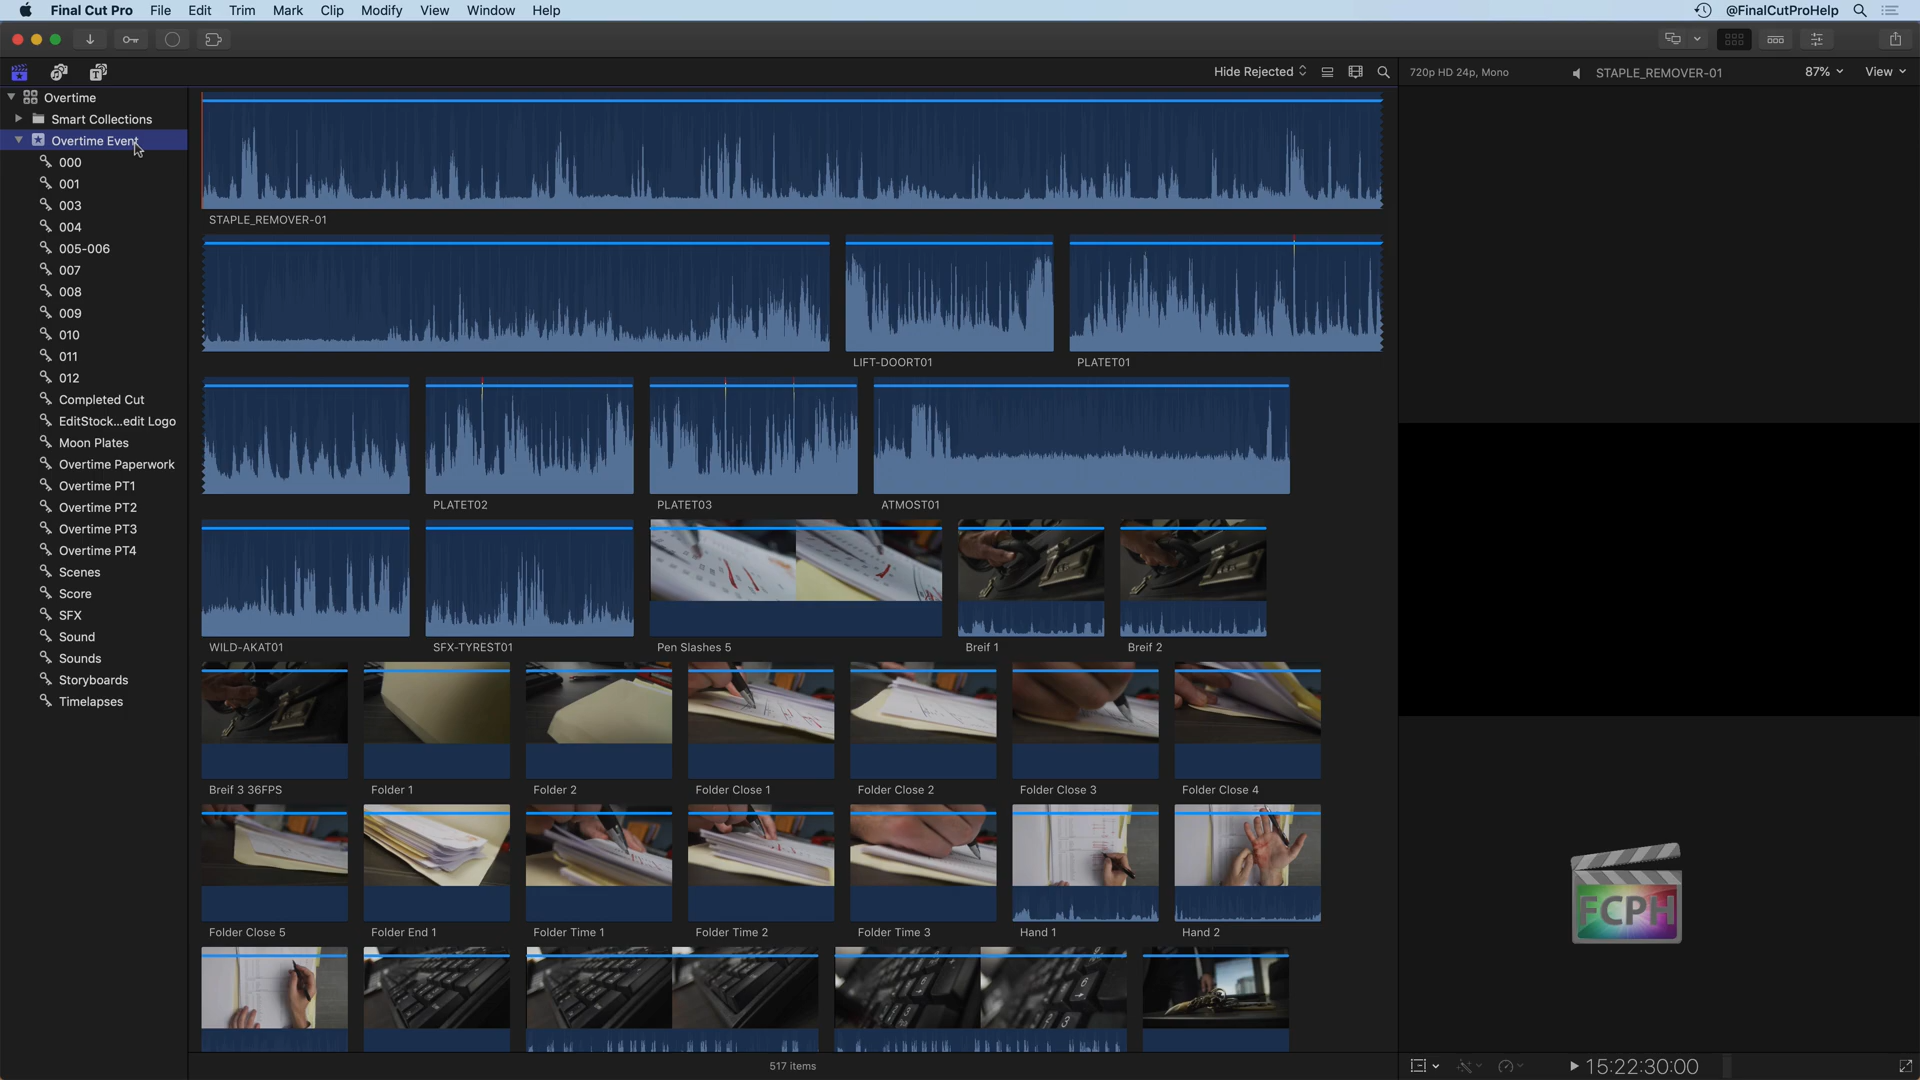 Final Cut Pro File Edit Trim Mark Clip Modify View Window Help @FinalCutProHelp
Hide Rejected 720p HD 24p, Mono STAPLE_REMOVER-01 87% View
Overtime
Smart Collections
Overtime Event
000
001
003
004
005-006
007
008
009
010
011
012
Completed Cut
EditStock...edit Logo
Moon Plates
Overtime Paperwork
Overtime PT1
Overtime PT2
Overtime PT3
Overtime PT4
Scenes
Score
SFX
Sound
Sounds
Storyboards
Timelapses
STAPLE_REMOVER-01
LIFT-DOORT01 PLATET01
PLATET02 PLATET03 ATMOST01
WILD-AKAT01 SFX-TYREST01 Pen Slashes 5 Breif 1 Breif 2
Breif 3 36FPS Folder 1 Folder 2 Folder Close 1 Folder Close 2 Folder Close 3 Folder Close 4
Folder Close 5 Folder End 1 Folder Time 1 Folder Time 2 Folder Time 3 Hand 1 Hand 2
FCPH
517 items
15:22:30:00